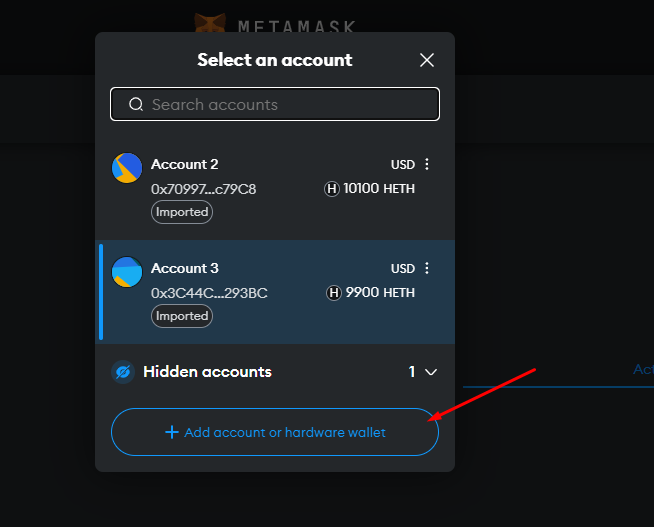 METAMASK
Select an account
Search accounts
Account 2
USD
0x70997...c79C8
H 10100 HETH
Imported
Account 3
USD
0x3C44C...293BC
H 9900 HETH
Imported
Hidden accounts
1
Act
+ Add account or hardware wallet